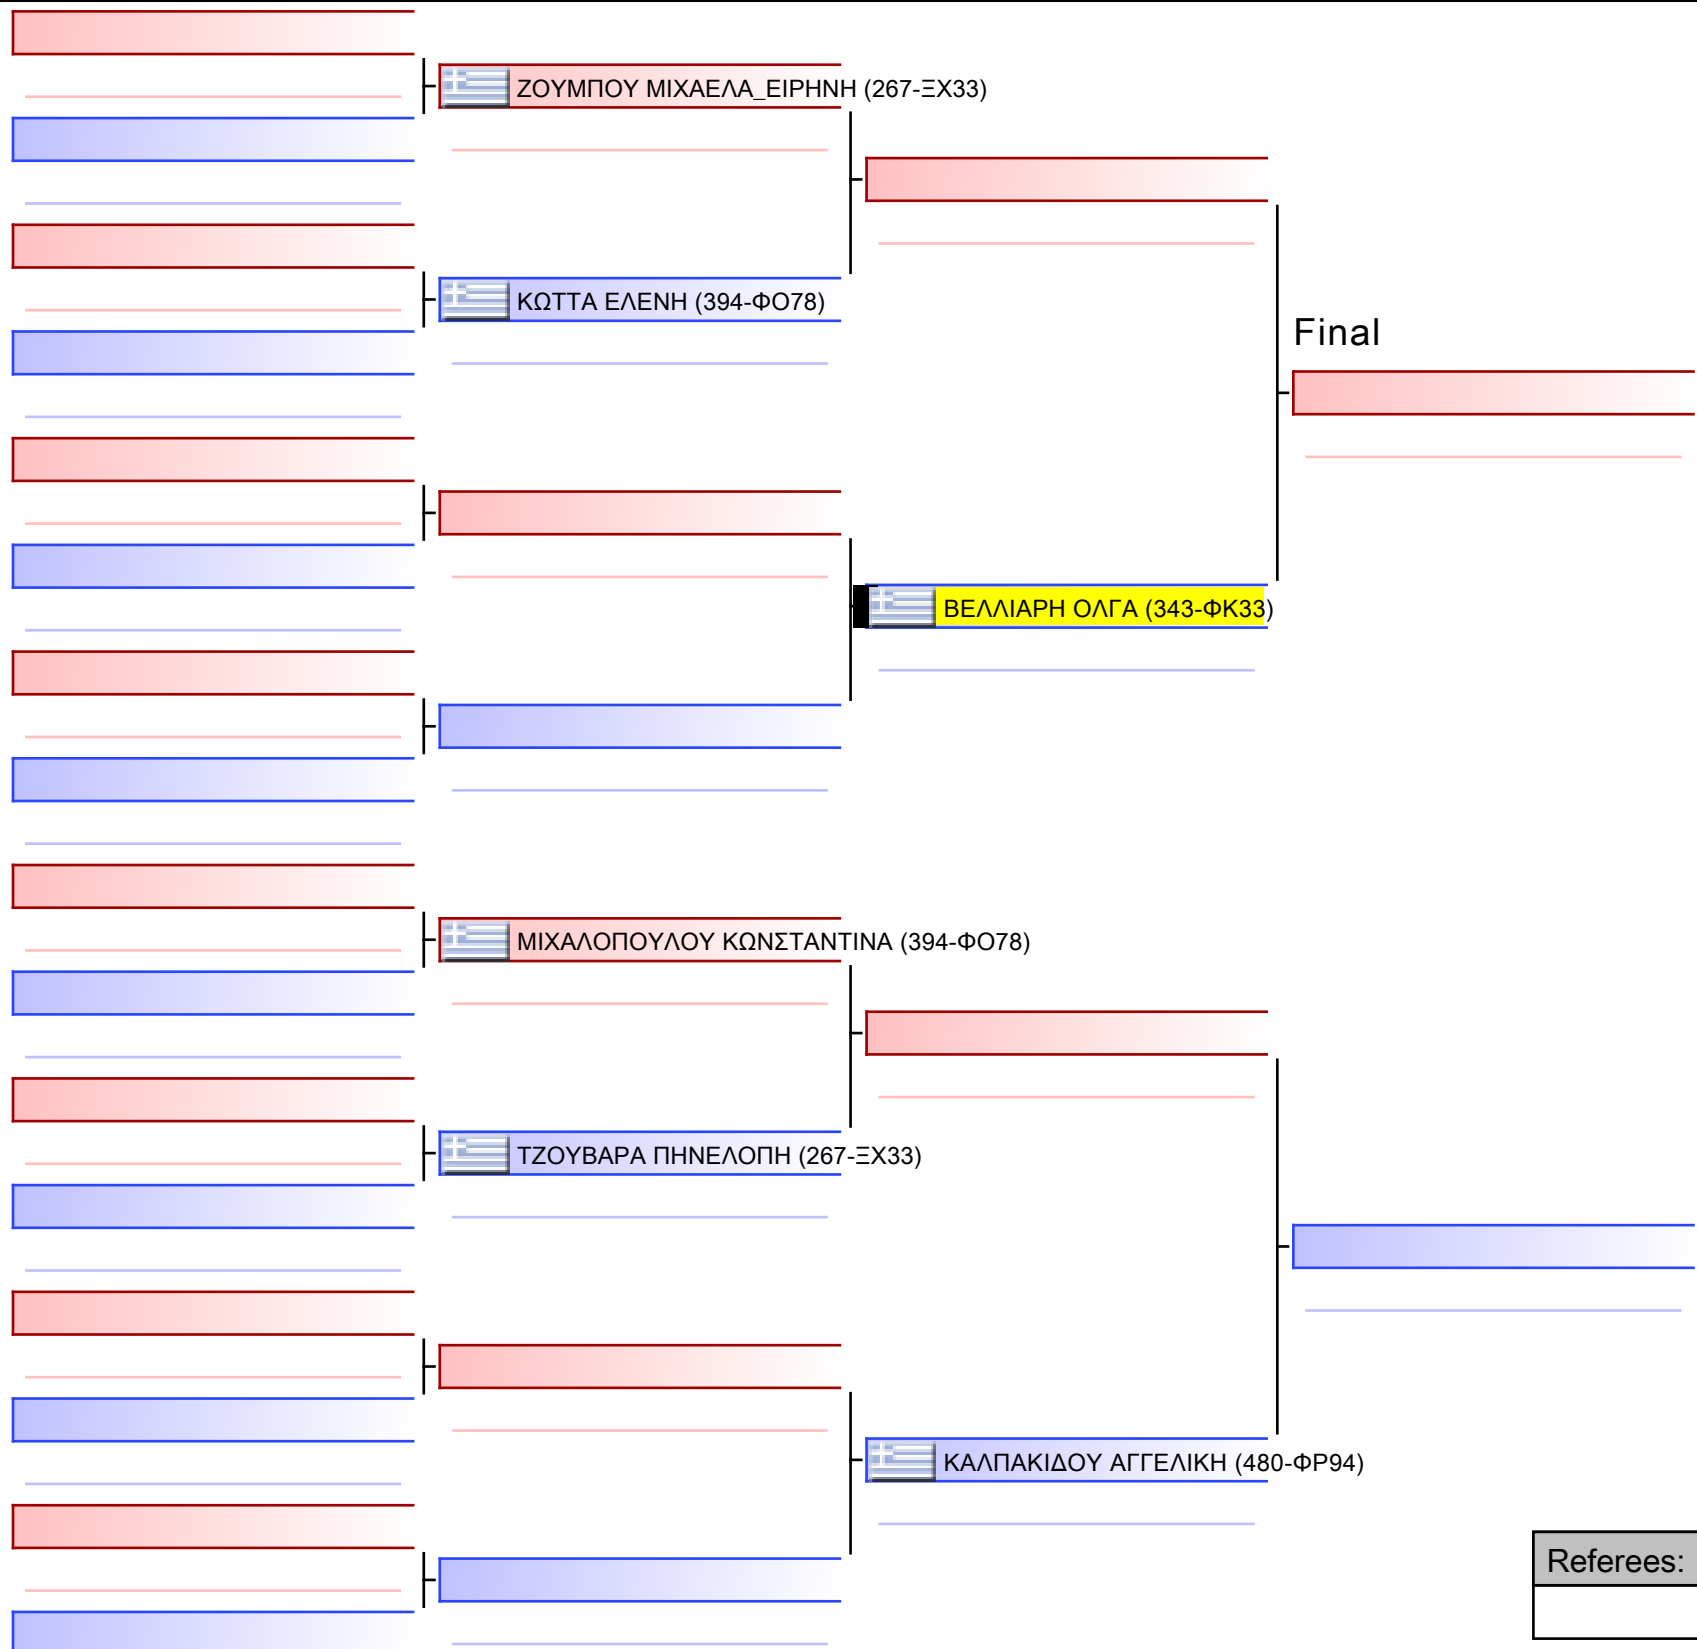 ΖΟΥΜΠΟΥ ΜΙΧΑΕΛΑ_ΕΙΡΗΝΗ (267-ΞΧ33)
ΚΩΤΤΑ ΕΛΕΝΗ (394-ΦΟ78)
Final
ΒΕΛΛΙΑΡΗ ΟΛΓΑ (343-ΦΚ33)
ΜΙΧΑΛΟΠΟΥΛΟΥ ΚΩΝΣΤΑΝΤΙΝΑ (394-ΦΟ78)
ΤΖΟΥΒΑΡΑ ΠΗΝΕΛΟΠΗ (267-ΞΧ33)
ΚΑΛΠΑΚΙΔΟΥ ΑΓΓΕΛΙΚΗ (480-ΦΡ94)
Referees: